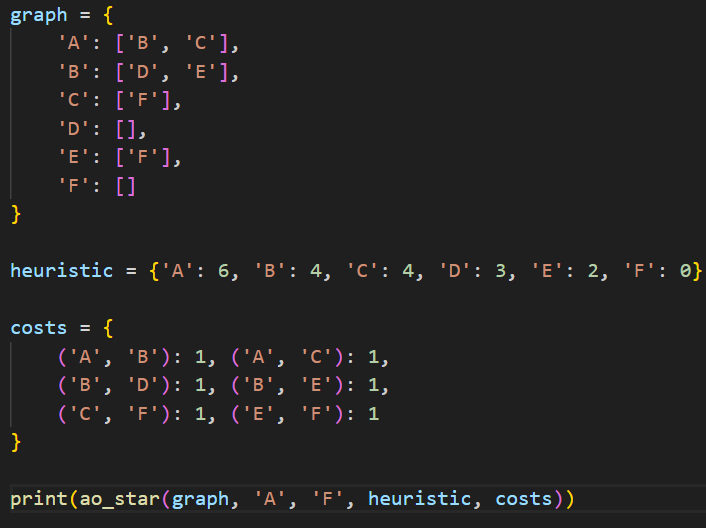 graph = {
    'A': ['B', 'C'],
    'B': ['D', 'E'],
    'C': ['F'],
    'D': [],
    'E': ['F'],
    'F': []
}
heuristic = {'A': 6, 'B': 4, 'C': 4, 'D': 3, 'E': 2, 'F': 0}
costs = {
    ('A', 'B'): 1, ('A', 'C'): 1,
    ('B', 'D'): 1, ('B', 'E'): 1,
    ('C', 'F'): 1, ('E', 'F'): 1
}
print(ao_star(graph, 'A', 'F', heuristic, costs))